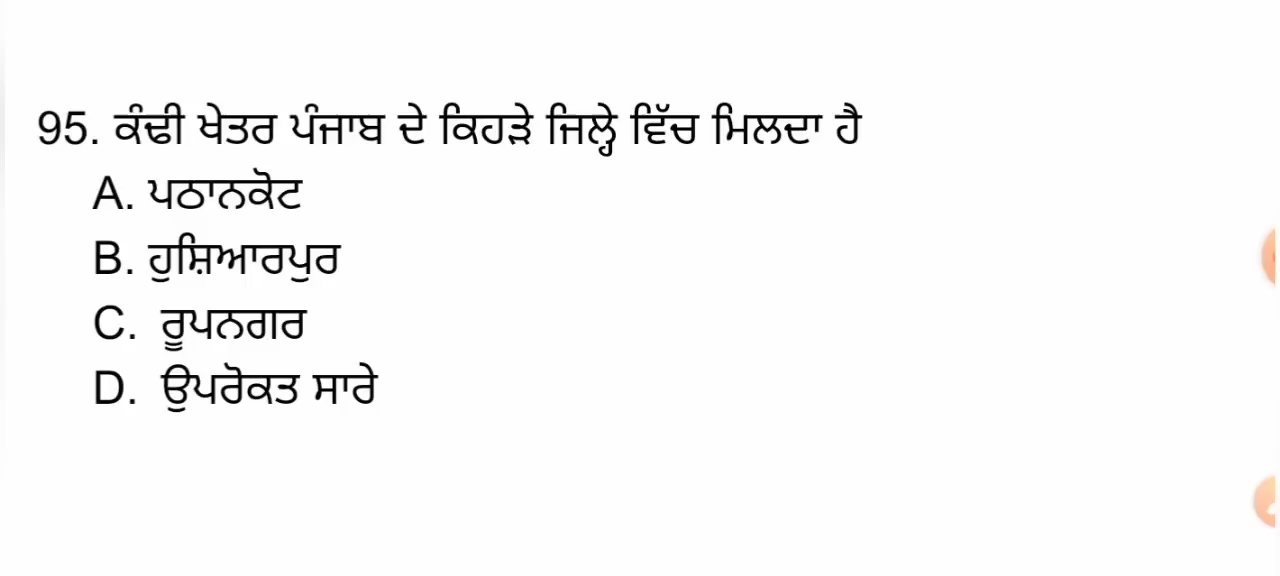 95. ਕੰਢੀ ਖੇਤਰ ਪੰਜਾਬ ਦੇ ਕਿਹੜੇ ਜਿਲ੍ਹੇ ਵਿੱਚ ਮਿਲਦਾ ਹੈ
A. ਪਠਾਨਕੋਟ
B. ਹੁਸ਼ਿਆਰਪੁਰ
C. ਰੂਪਨਗਰ
D. ਉਪਰੋਕਤ ਸਾਰੇ